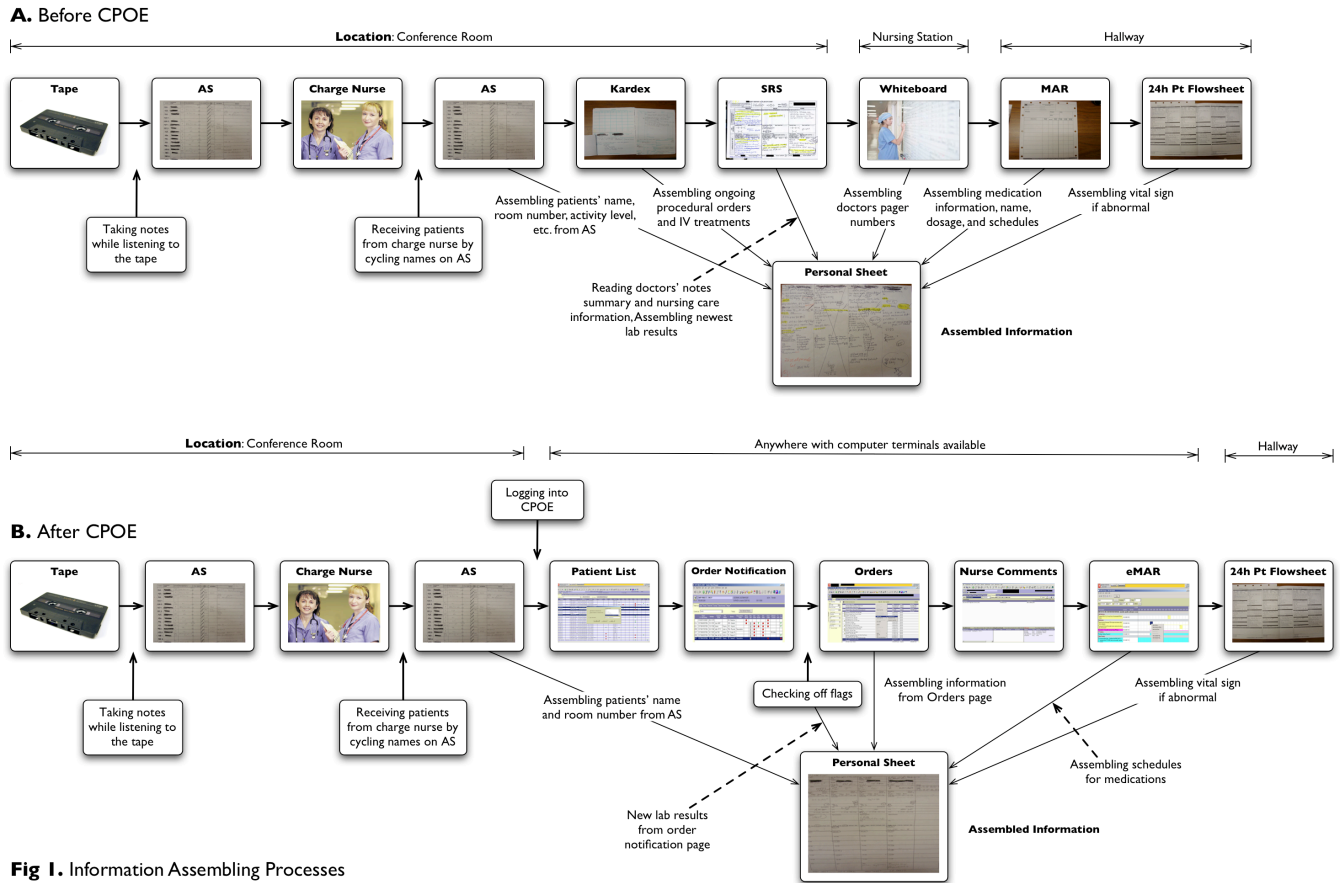 A. Before CPOE
Location: Conference Room
Nursing Station
Hallway
Tape
AS
Charge Nurse
AS
Kardex
SRS
Whiteboard
MAR
24h Pt Flowsheet
Taking notes
while listening to
the tape
Receiving patients
from charge nurse by
cycling names on AS
Assembling patients' name,
room number, activity level,
etc. from AS
Assembling ongoing
procedural orders
and IV treatments
Assembling
doctors pager
numbers
Assembling medication
information, name,
dosage, and schedules
Assembling vital sign
if abnormal
Reading doctors' notes
summary and nursing care
information, Assembling newest
lab results
Personal Sheet
Assembled Information
Location: Conference Room
Anywhere with computer terminals available
Hallway
Logging into
CPOE
B. After CPOE
Tape
AS
Charge Nurse
AS
Patient List
Order Notification
Orders
Nurse Comments
eMAR
24h Pt Flowsheet
Taking notes
while listening to
the tape
Receiving patients
from charge nurse by
cycling names on AS
Assembling patients' name
and room number from AS
Checking off flags
Assembling information
from Orders page
Assembling vital sign
if abnormal
Assembling schedules
for medications
New lab results
from order
notification page
Personal Sheet
Assembled Information
Fig 1. Information Assembling Processes